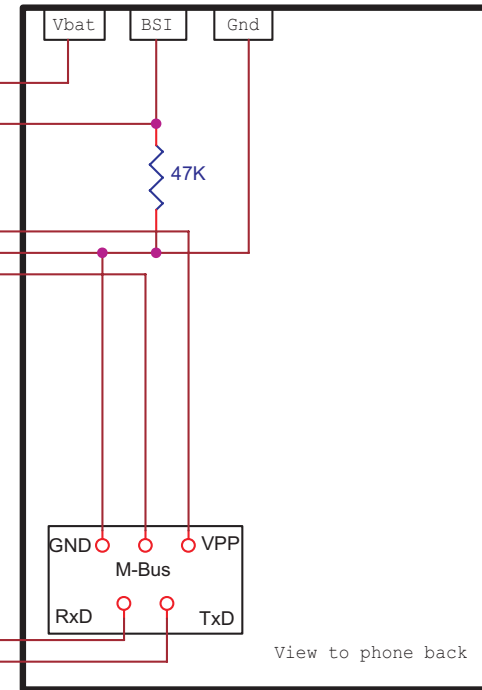 Vbat BSI Gnd
47K
GND VPP
M-Bus
RxD TxD
View to phone back